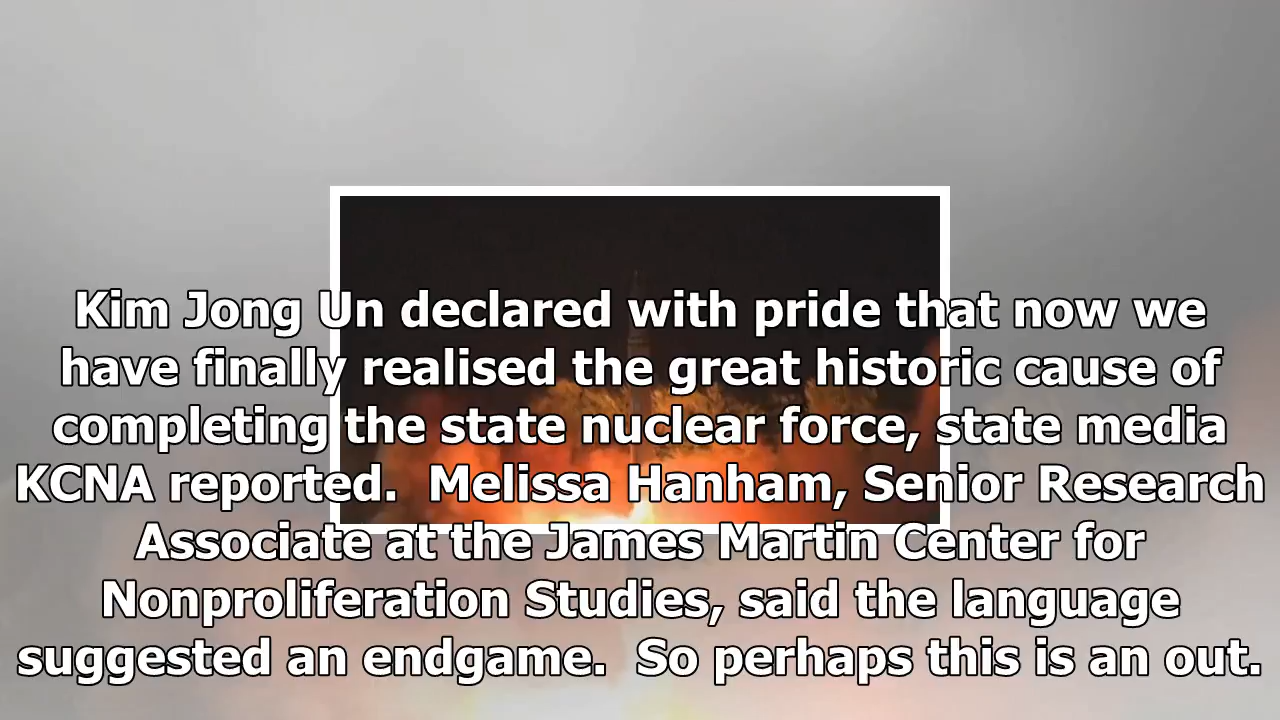 Kim Jong Un declared with pride that now we
have finally realised the great historic cause of
completing the state nuclear force, state media
KCNA reported.  Melissa Hanham, Senior Research
Associate at the James Martin Center for
Nonproliferation Studies, said the language
suggested an endgame.  So perhaps this is an out.